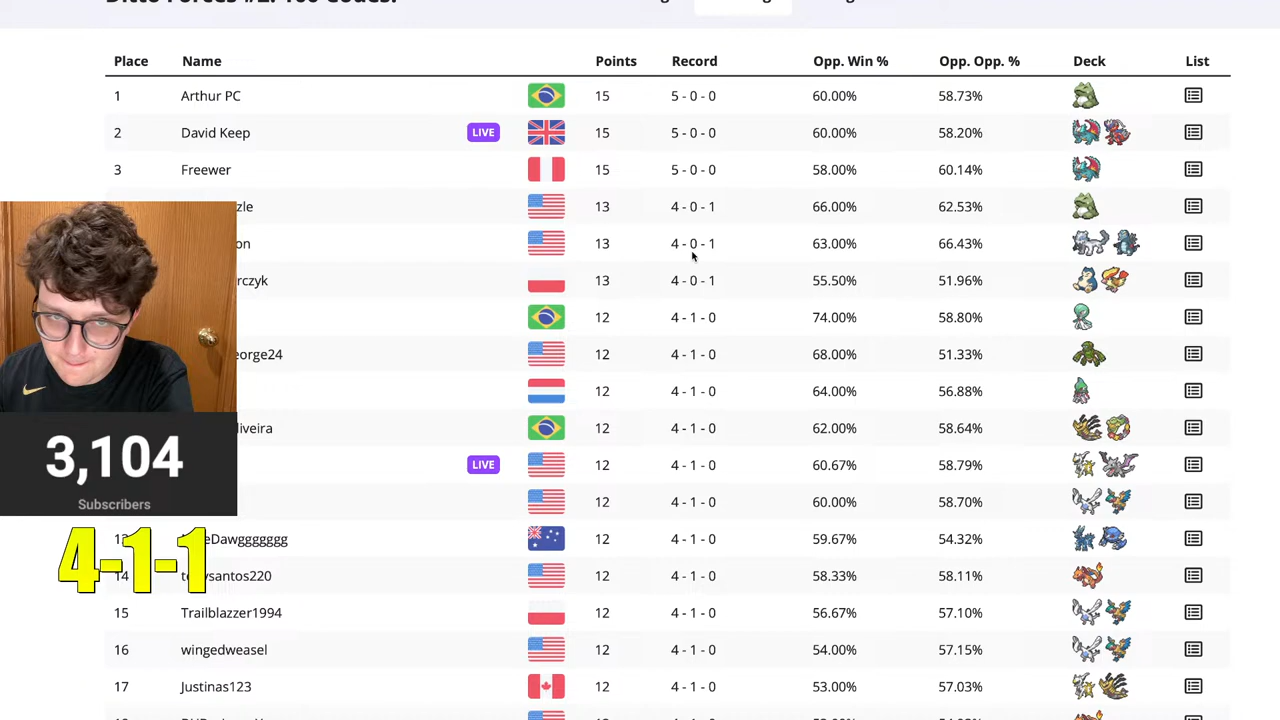 Place Name Points Record Opp. Win % Opp. Opp. % Deck List
1 Arthur PC 15 5 - 0 - 0 60.00% 58.73%
2 David Keep LIVE 15 5 - 0 - 0 60.00% 58.20%
3 Freewer 15 5 - 0 - 0 58.00% 60.14%
zle 13 4 - 0 - 1 66.00% 62.53%
on 13 4 - 0 - 1 63.00% 66.43%
rczyk 13 4 - 0 - 1 55.50% 51.96%
12 4 - 1 - 0 74.00% 58.80%
eorge24 12 4 - 1 - 0 68.00% 51.33%
12 4 - 1 - 0 64.00% 56.88%
liveira 12 4 - 1 - 0 62.00% 58.64%
LIVE 12 4 - 1 - 0 60.67% 58.79%
12 4 - 1 - 0 60.00% 58.70%
eDawggggggg 12 4 - 1 - 0 59.67% 54.32%
14 12 4 - 1 - 0 58.33% 58.11%
15 Trailblazzer1994 12 4 - 1 - 0 56.67% 57.10%
16 wingedweasel 12 4 - 1 - 0 54.00% 57.15%
17 Justinas123 12 4 - 1 - 0 53.00% 57.03%
3,104
Subscribers
4-1-1